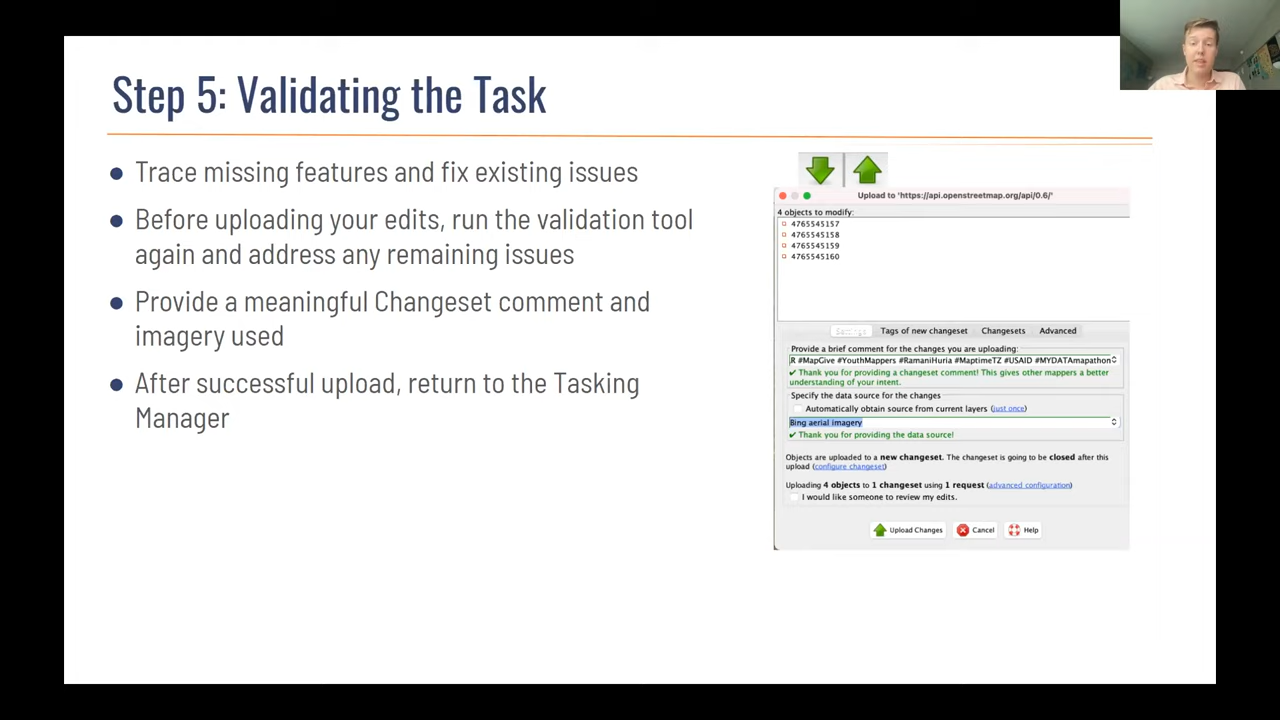 Step 5: Validating the Task
● Trace missing features and fix existing issues
● Before uploading your edits, run the validation tool
again and address any remaining issues
● Provide a meaningful Changeset comment and
imagery used
● After successful upload, return to the Tasking
Manager
Upload to 'https://api.openstreetmap.org/api/0.6/'
4 objects to modify:
4765545157
4765545158
4765545159
4765545160
Settings Tags of new changeset Changesets Advanced
Provide a brief comment for the changes you are uploading:
R #MapGive #YouthMappers #RamaniHuria #MaptimeTZ #USAID #MYDATAmapathon
✔ Thank you for providing a changeset comment! This gives other mappers a better
understanding of your intent.
Specify the data source for the changes
Automatically obtain source from current layers (just once)
Bing aerial imagery
✔ Thank you for providing the data source!
Objects are uploaded to a new changeset. The changeset is going to be closed after this
upload (configure changeset)
Uploading 4 objects to 1 changeset using 1 request (advanced configuration)
I would like someone to review my edits.
Upload Changes Cancel Help